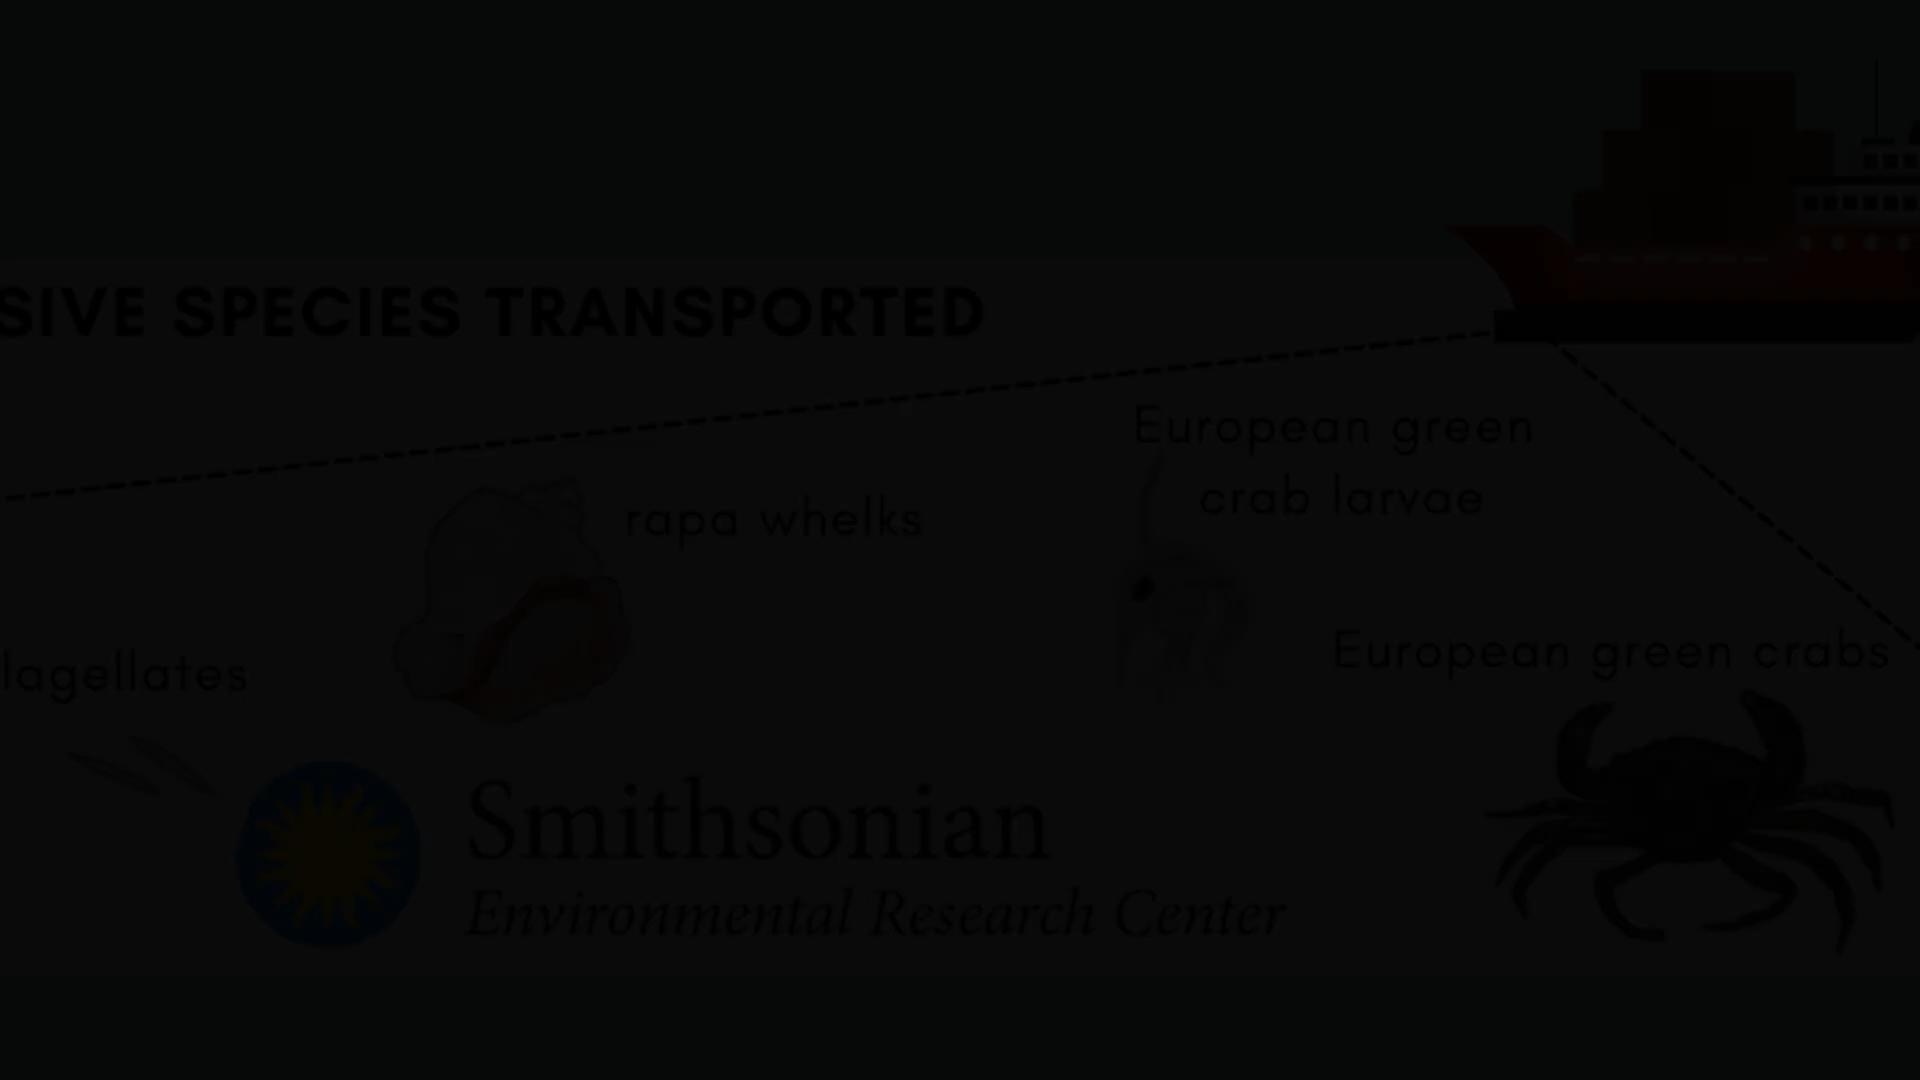 SIVE SPECIES TRANSPORTED
European green
crab larvae
rapa whelks
European green crabs
lagellates
Smithsonian
Environmental Research Center